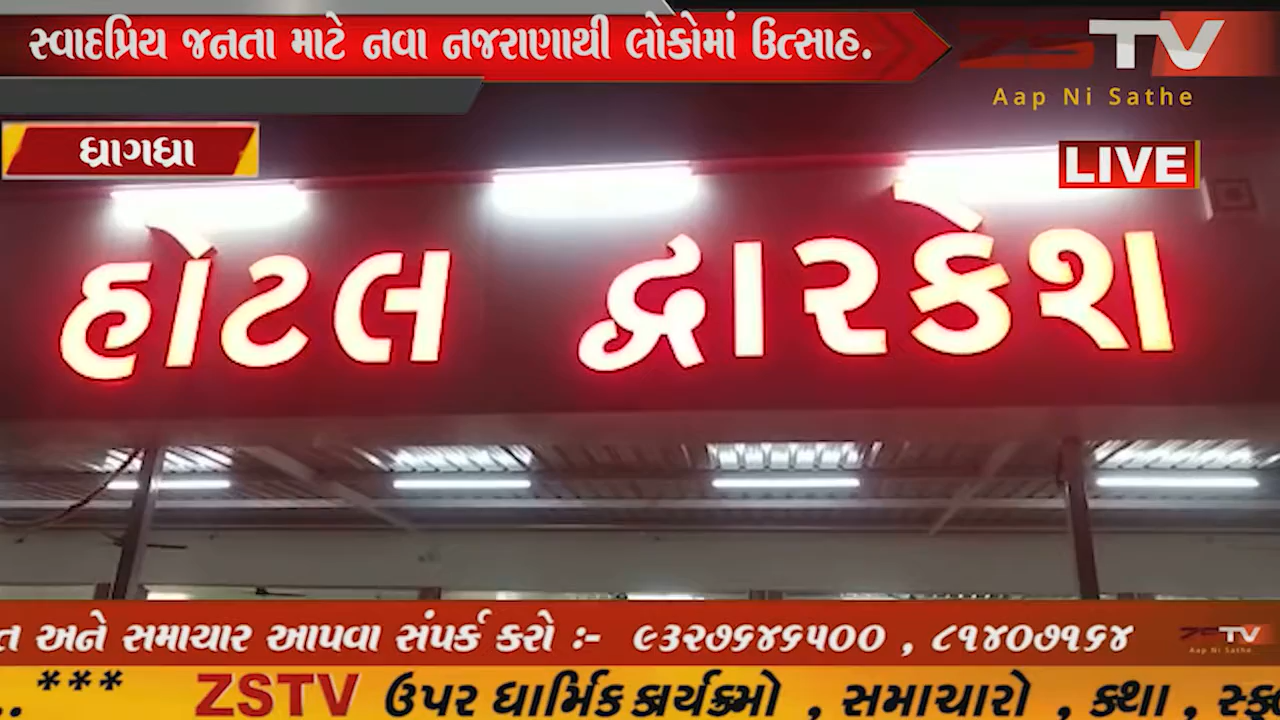 સ્વાદપ્રિય જનતા માટે નવા નજરાણાથી લોકોમાં ઉત્સાહ.
ZSTV
Aap Ni Sathe
ધ્રાગધ્રા
LIVE
હોટલ દ્વારકેશ
ત અને સમાચાર આપવા સંપર્ક કરો :- ૯૩૨૭૬૪૬૫૦૦ , ૮૧૪૦૭૧૬૪
ZSTV
Aap Ni Sathe
.. *** ZSTV ઉપર ધાર્મિક કાર્યક્રમો , સમાચારો , કથા ,